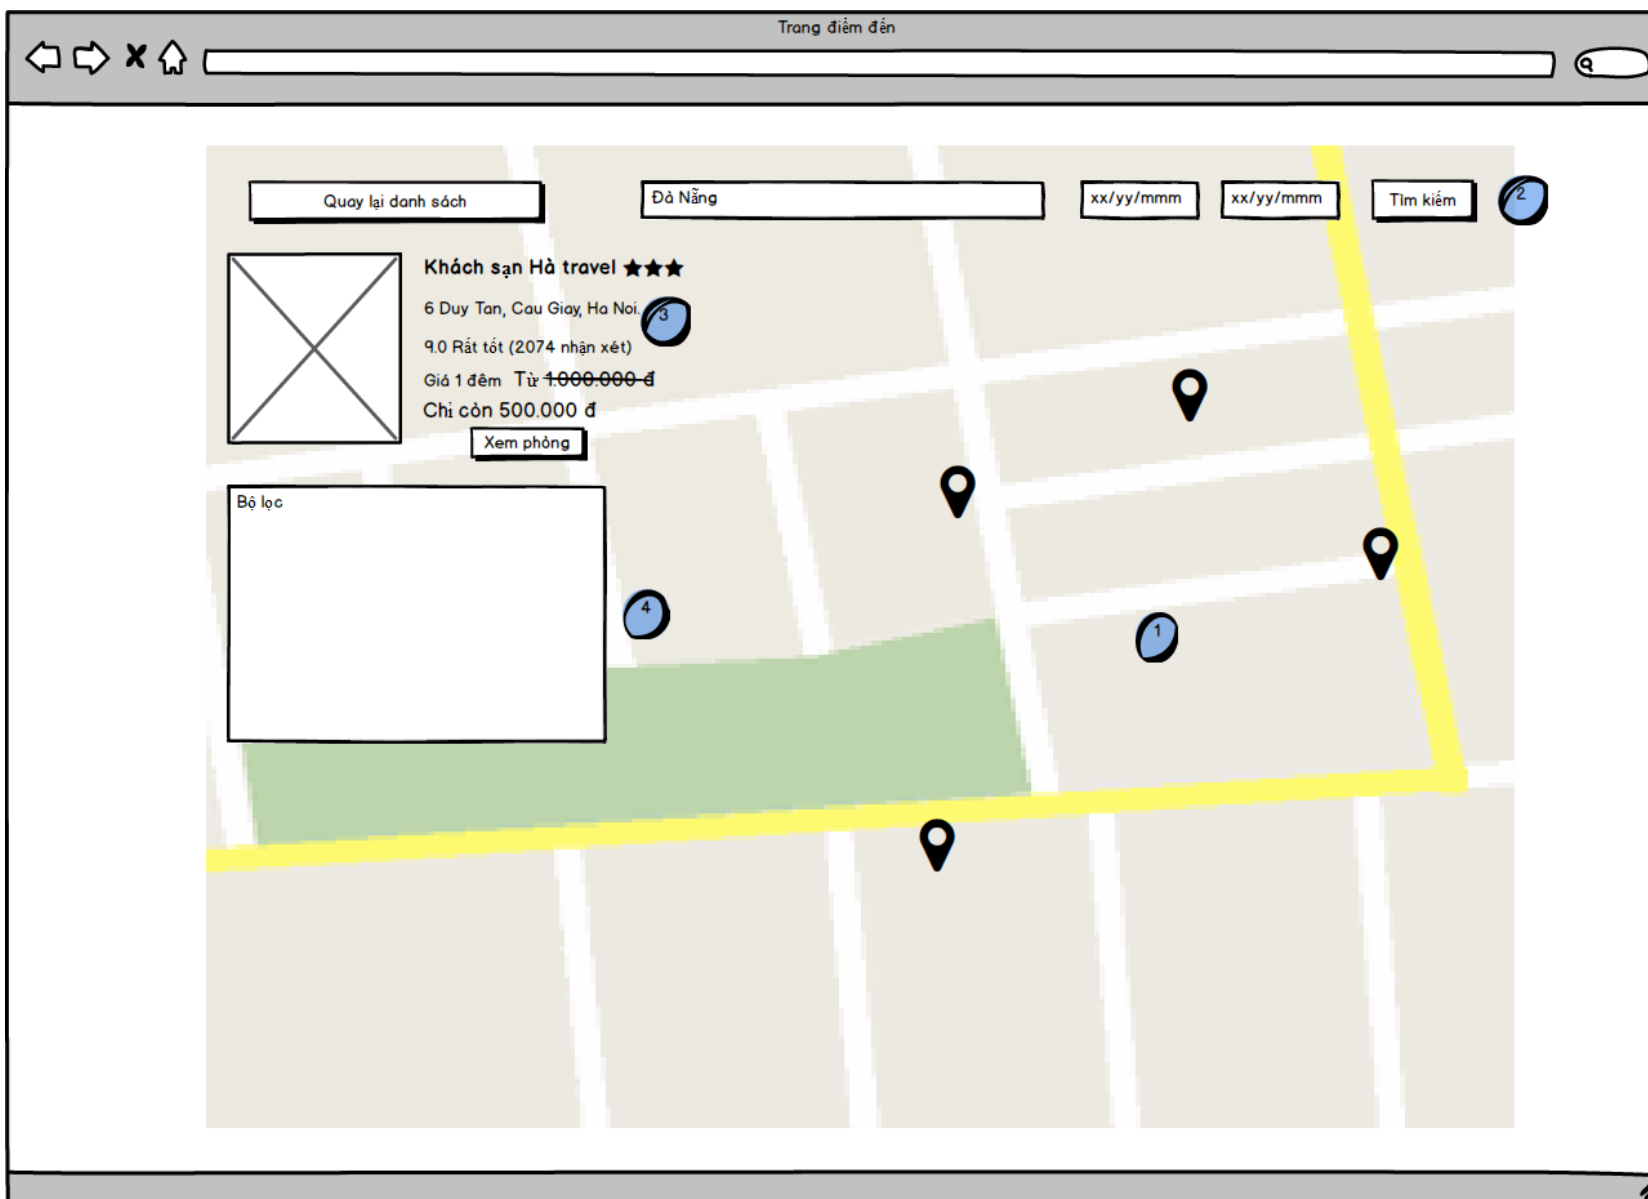 Trang điểm đến
Quay lại danh sách
Đà Nẵng
xx/yy/mmm
xx/yy/mmm
Tìm kiếm
2
Khách sạn Hà travel
6 Duy Tan, Cau Giay, Ha Noi.
3
9.0 Rất tốt (2074 nhận xét)
Giá 1 đêm Từ 1.000.000 đ
Chỉ còn 500.000 đ
Xem phòng
Bộ lọc
4
1